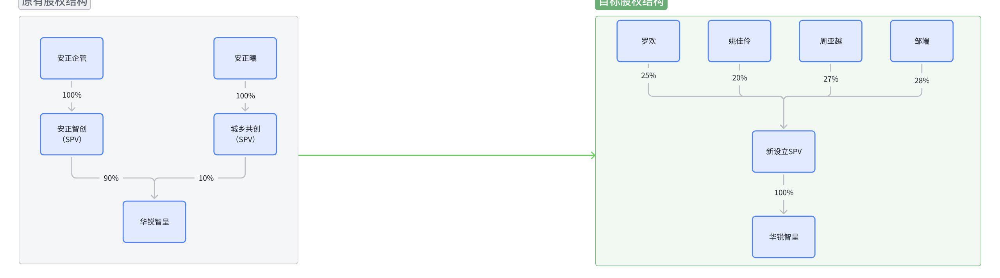 原有股权结构
安正企管
安正曦
100%
100%
安正智创
（SPV）
城乡共创
（SPV）
90%
10%
华锐智呈
目标股权结构
罗欢
姚佳伶
周亚越
邹端
25%
20%
27%
28%
新设立SPV
100%
华锐智呈